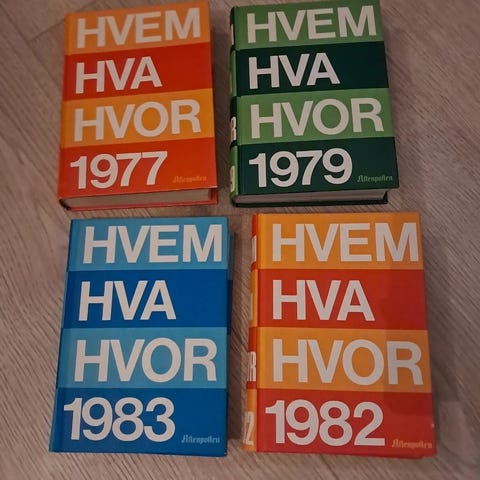 HVEM
HVA
HVOR
1977
Aftenposten
HVEM
HVA
HVOR
1979
Aftenposten
HVEM
HVA
HVOR
1983
Aftenposten
HVEM
HVA
HVOR
1982
Aftenposten